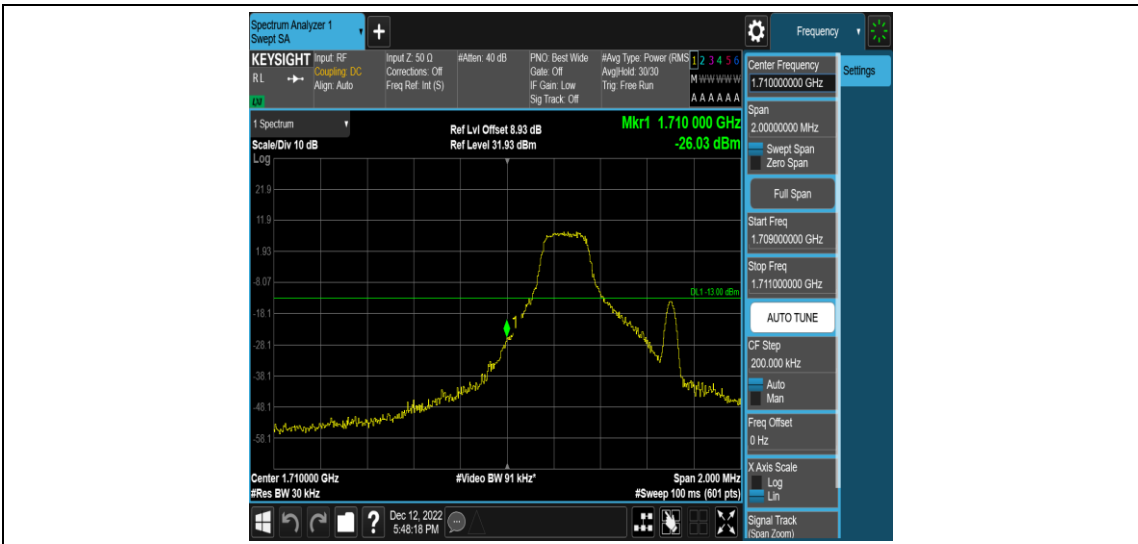 Spectrum Analyzer 1
Swept SA
+
Frequency
KEYSIGHT
RL
LXI
Input: RF
Coupling: DC
Align: Auto
Input Z: 50 Ω
Corrections: Off
Freq Ref: Int (S)
#Atten: 40 dB
PNO: Best Wide
Gate: Off
IF Gain: Low
Sig Track: Off
#Avg Type: Power (RMS
Avg|Hold: 30/30
Trig: Free Run
1 2 3 4 5 6
M W W W W W
A A A A A A
1 Spectrum
Scale/Div 10 dB
Log
Ref Lvl Offset 8.93 dB
Ref Level 31.93 dBm
Mkr1 1.710 000 GHz
-26.03 dBm
21.9
11.9
1.93
-8.07
-18.1
-28.1
-38.1
-48.1
-58.1
DL1 -13.00 dBm
1
Center 1.710000 GHz
#Res BW 30 kHz
#Video BW 91 kHz*
Span 2.000 MHz
#Sweep 100 ms (601 pts)
Center Frequency
1.710000000 GHz
Settings
Span
2.00000000 MHz
Swept Span
Zero Span
Full Span
Start Freq
1.709000000 GHz
Stop Freq
1.711000000 GHz
AUTO TUNE
CF Step
200.000 kHz
Auto
Man
Freq Offset
0 Hz
X Axis Scale
Log
Lin
Signal Track
(Span Zoom)
?
Dec 12, 2022
5:48:18 PM